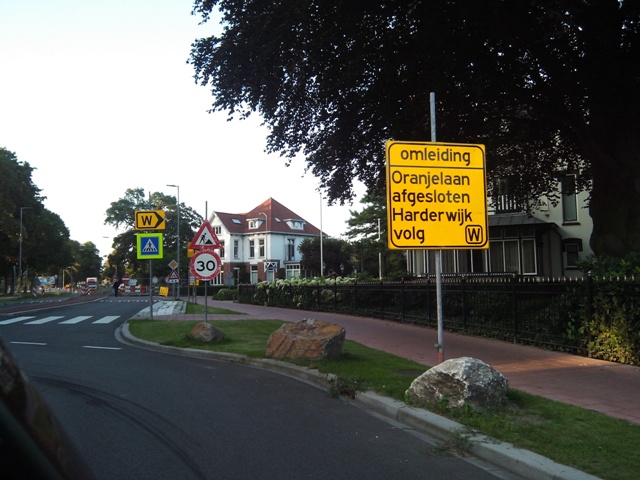 omleiding
Oranjelaan
afgesloten
Harderwijk
volg W
W
30